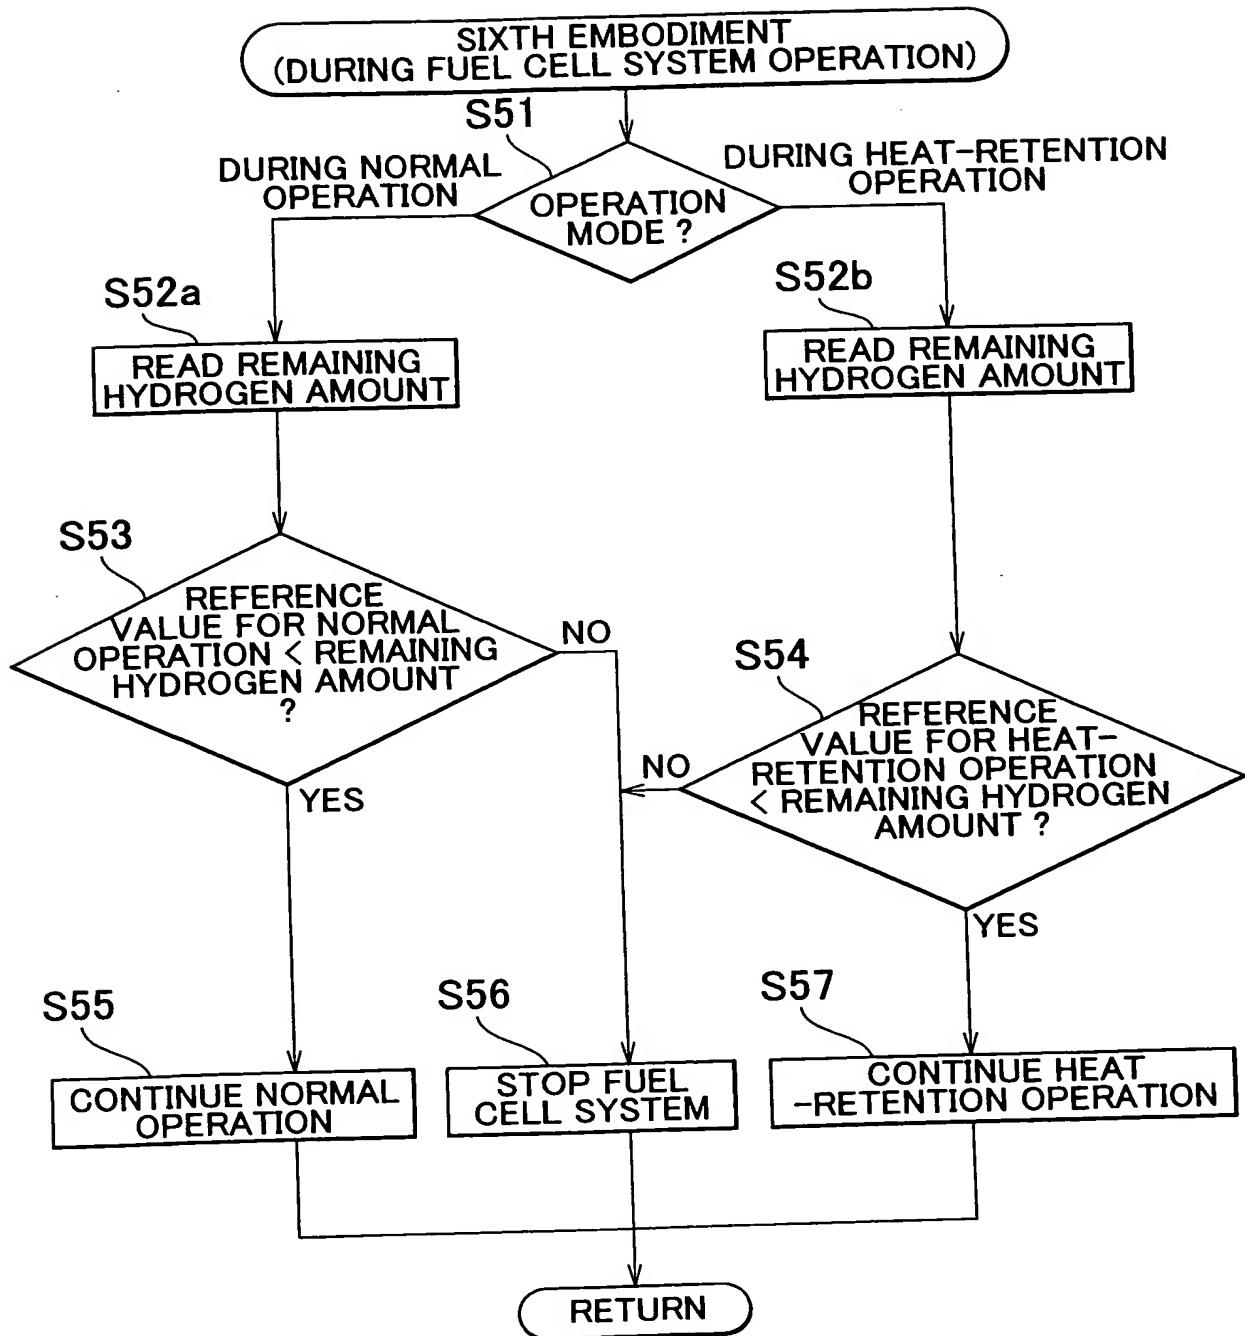 SIXTH EMBODIMENT
(DURING FUEL CELL SYSTEM OPERATION)
S51
DURING NORMAL
OPERATION
DURING HEAT-RETENTION
OPERATION
OPERATION
MODE ?
S52a
S52b
READ REMAINING
HYDROGEN AMOUNT
READ REMAINING
HYDROGEN AMOUNT
S53
REFERENCE
VALUE FOR NORMAL
OPERATION < REMAINING
HYDROGEN AMOUNT
?
NO
YES
S54
REFERENCE
VALUE FOR HEAT-
RETENTION OPERATION
< REMAINING HYDROGEN
AMOUNT ?
NO
YES
S55
S56
S57
CONTINUE NORMAL
OPERATION
STOP FUEL
CELL SYSTEM
CONTINUE HEAT
-RETENTION OPERATION
RETURN